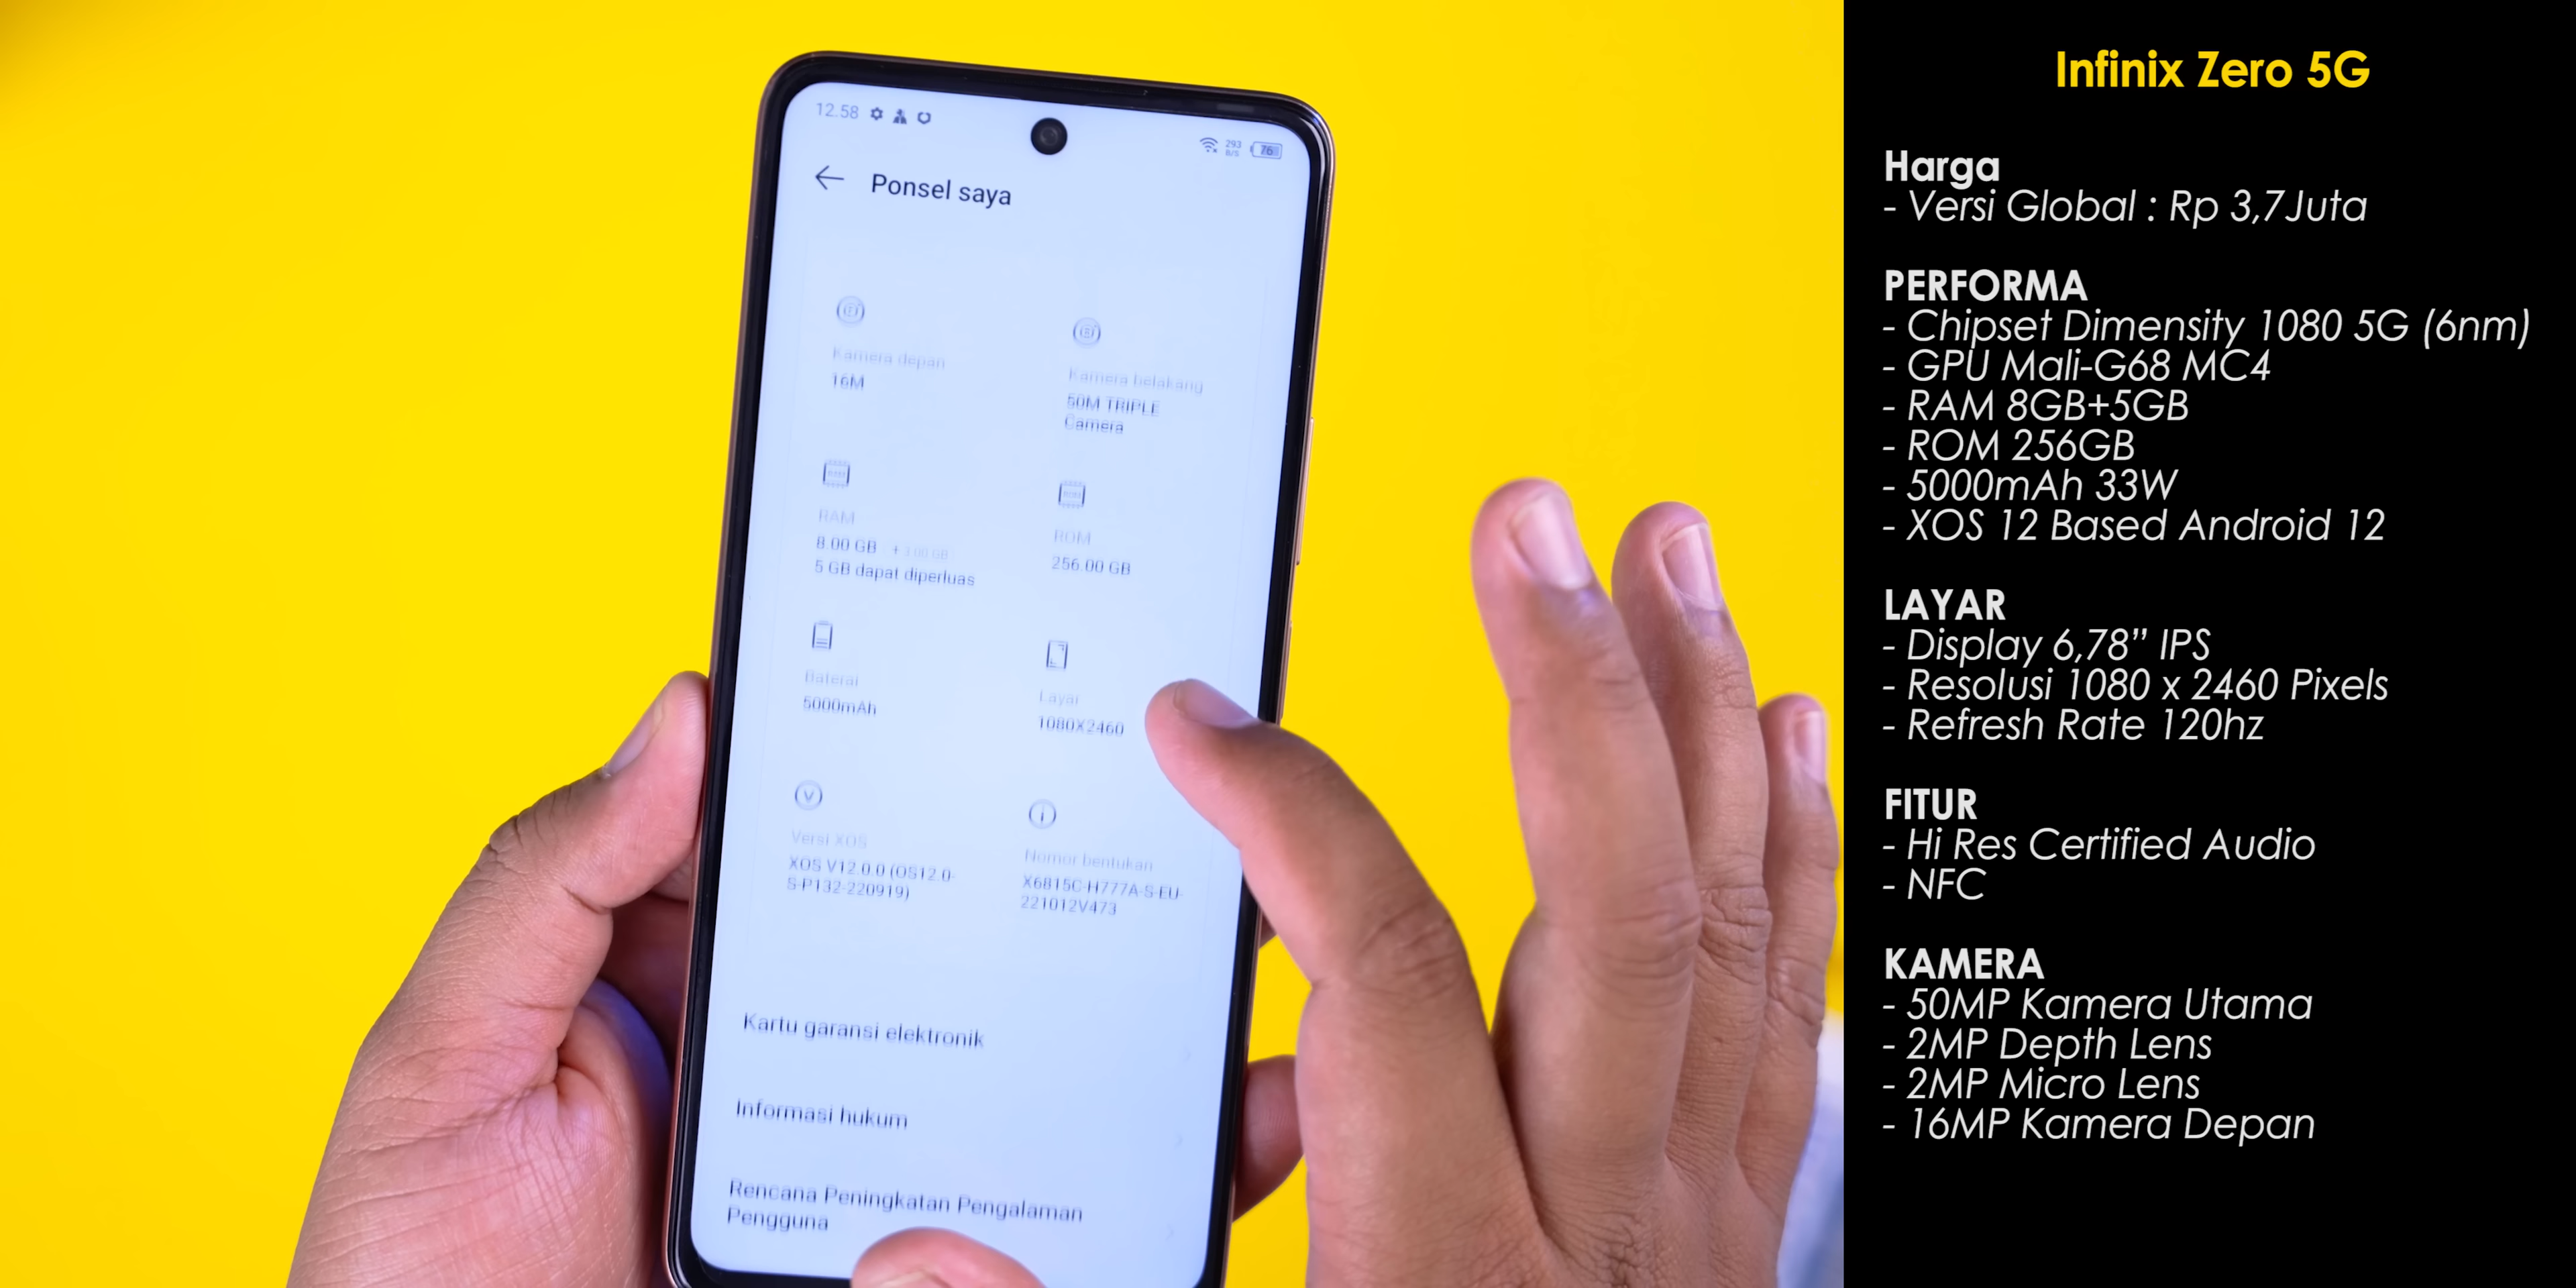 12.58
293
B/S
76
Ponsel saya
Kamera depan
16M
Kamera belakang
50M TRIPLE
Camera
RAM
8.00 GB
5 GB dapat diperluas
ROM
256.00 GB
Baterai
5000mAh
Layar
1080X2460
Versi XOS
XOS V12.0.0 (OS12.0-
S-P132-220919)
Nomor bentukan
X6815C-H777A-S-EU-
221012V473
Kartu garansi elektronik
Informasi hukum
Rencana Peningkatan Pengalaman
Pengguna
Infinix Zero 5G
Harga
- Versi Global : Rp 3,7Juta
PERFORMA
- Chipset Dimensity 1080 5G (6nm)
- GPU Mali-G68 MC4
- RAM 8GB+5GB
- ROM 256GB
- 5000mAh 33W
- XOS 12 Based Android 12
LAYAR
- Display 6,78” IPS
- Resolusi 1080 x 2460 Pixels
- Refresh Rate 120hz
FITUR
- Hi Res Certified Audio
- NFC
KAMERA
- 50MP Kamera Utama
- 2MP Depth Lens
- 2MP Micro Lens
- 16MP Kamera Depan